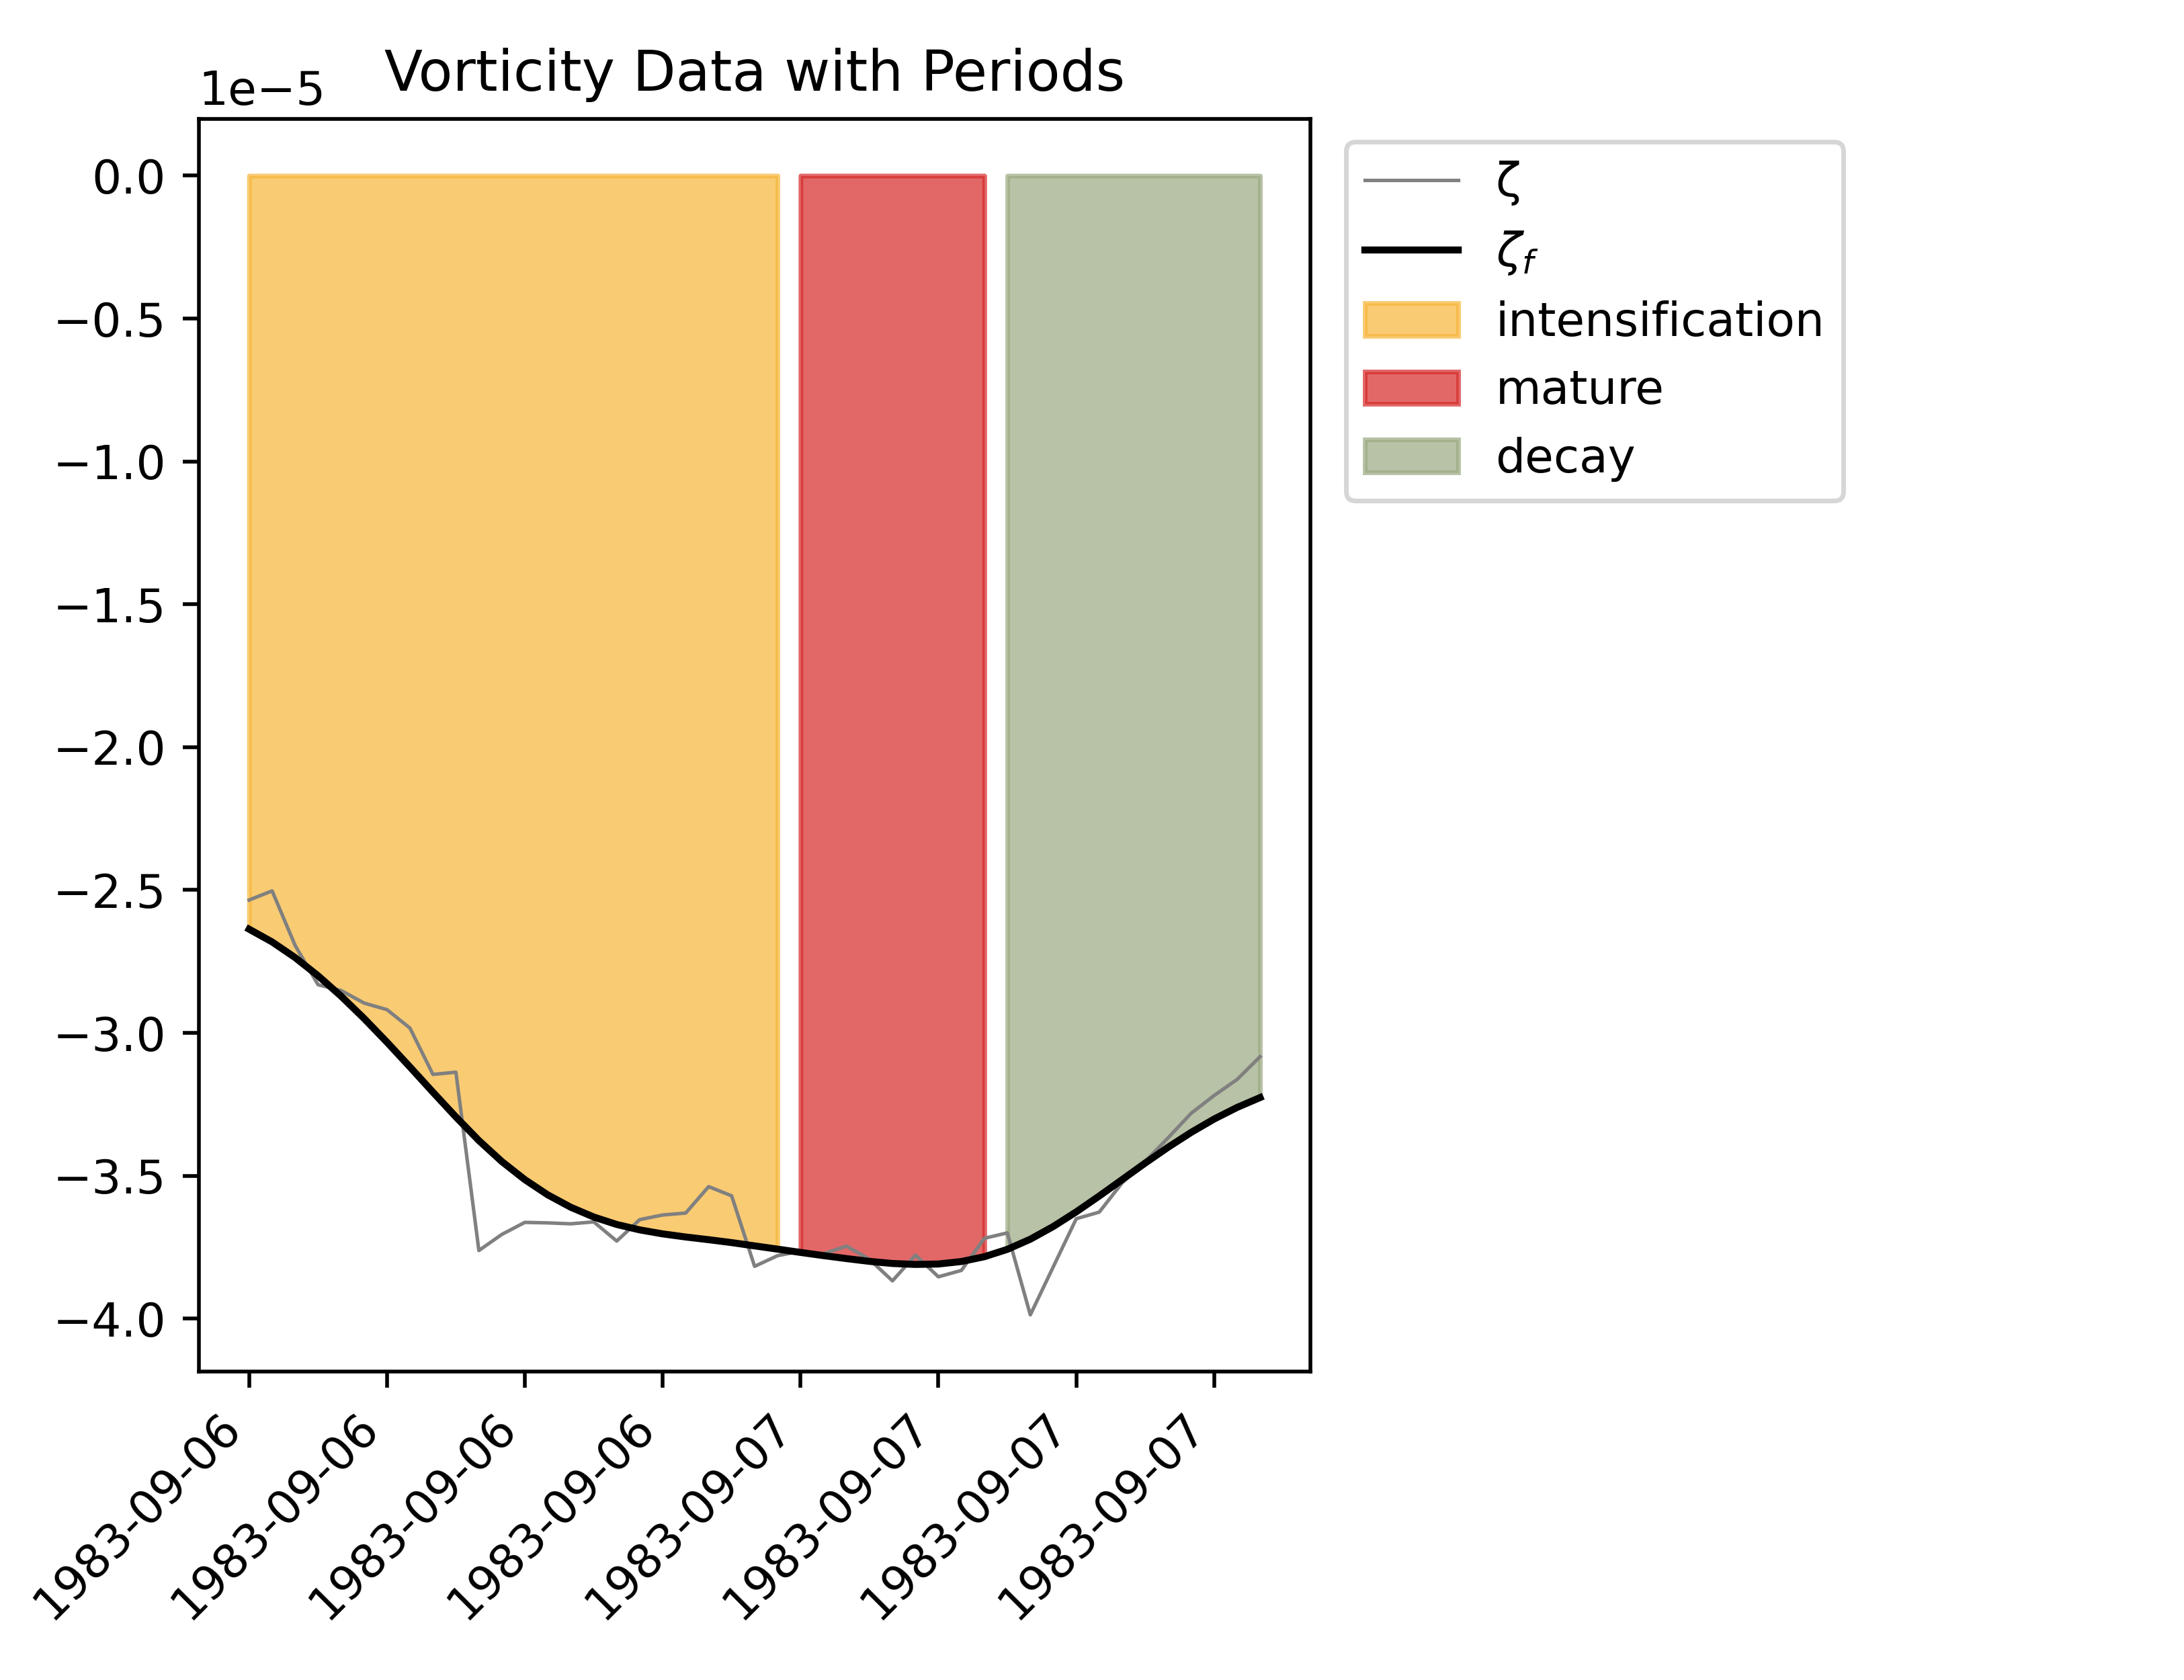 Vorticity Data with Periods
1e−5
0.0
−0.5
−1.0
−1.5
−2.0
−2.5
−3.0
−3.5
−4.0
1983-09-06
1983-09-06
1983-09-06
1983-09-06
1983-09-07
1983-09-07
1983-09-07
1983-09-07
ζ
ζf
intensification
mature
decay